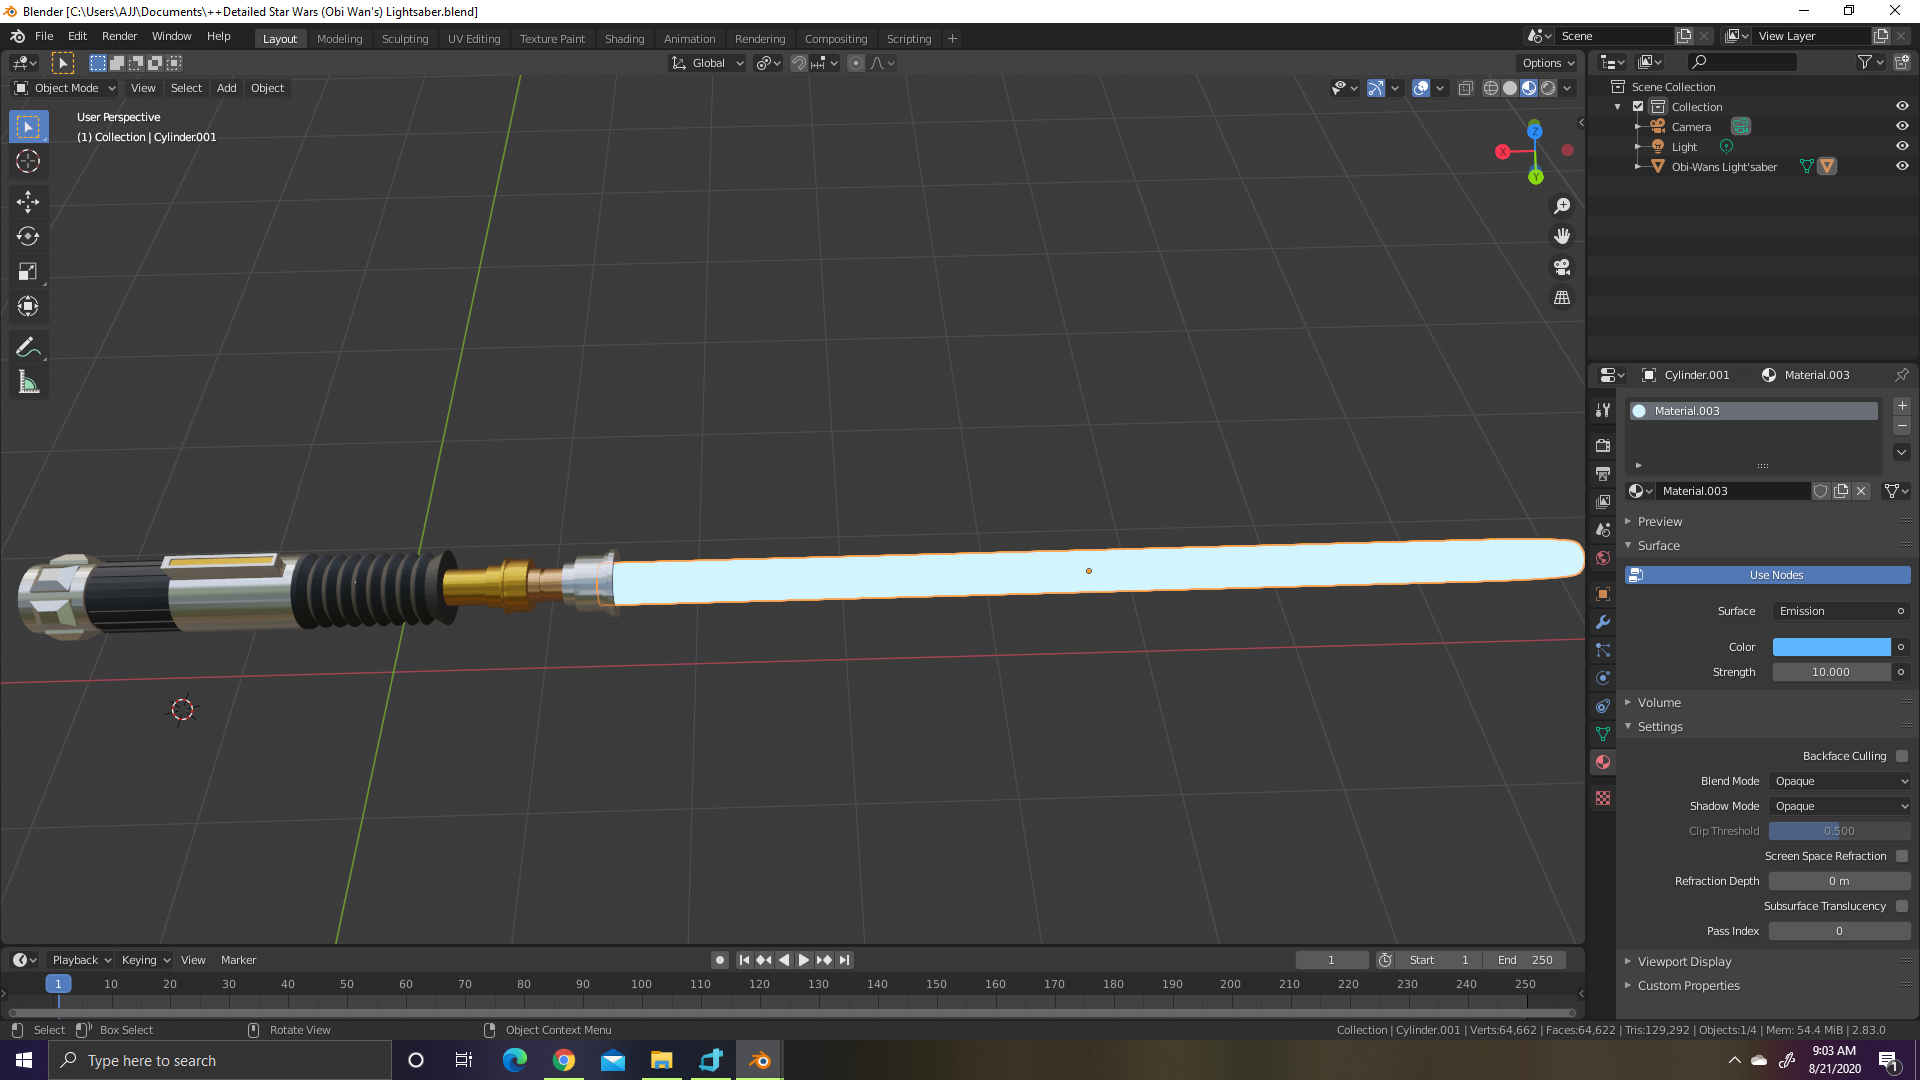 Blender [C:\Users\AJJ\Documents\++Detailed Star Wars (Obi Wan's) Lightsaber.blend]
File Edit Render Window Help Layout Modeling Sculpting UV Editing Texture Paint Shading Animation Rendering Compositing Scripting + Scene View Layer
Global Options
Object Mode View Select Add Object
User Perspective
(1) Collection | Cylinder.001
Z
X
Y
Scene Collection
Collection
Camera
Light
Obi-Wans Light'saber
Cylinder.001 Material.003
Material.003
Material.003
Preview
Surface
Use Nodes
Surface Emission
Color
Strength 10.000
Volume
Settings
Backface Culling
Blend Mode Opaque
Shadow Mode Opaque
Clip Threshold 0.500
Screen Space Refraction
Refraction Depth 0 m
Subsurface Translucency
Pass Index 0
Viewport Display
Custom Properties
Playback Keying View Marker 1 Start 1 End 250
1 10 20 30 40 50 60 70 80 90 100 110 120 130 140 150 160 170 180 190 200 210 220 230 240 250
Select Box Select Rotate View Object Context Menu Collection | Cylinder.001 | Verts:64,662 | Faces:64,622 | Tris:129,292 | Objects:1/4 | Mem: 54.4 MiB | 2.83.0
Type here to search
9:03 AM
8/21/2020
1